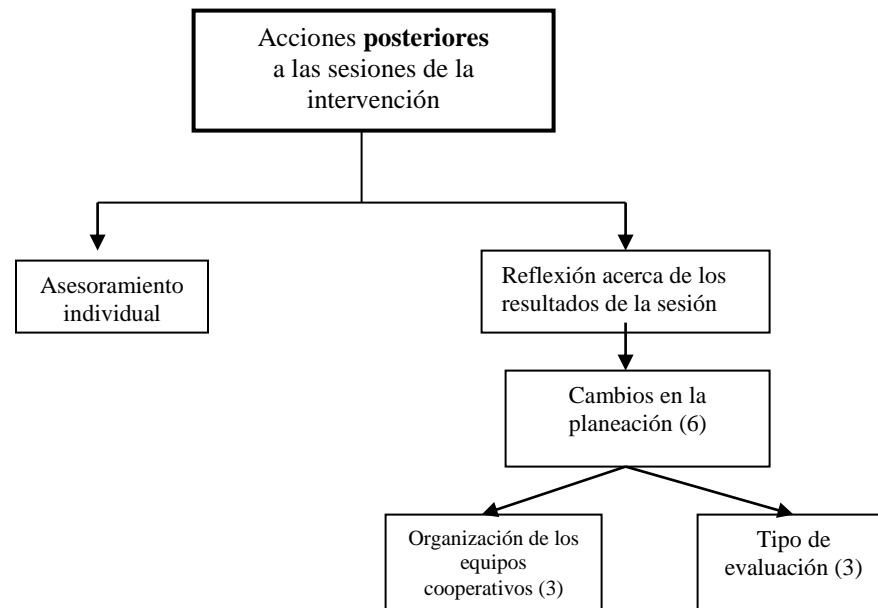 Acciones posteriores
a las sesiones de la
intervención
Asesoramiento
individual
Reflexión acerca de los
resultados de la sesión
Cambios en la
planeación (6)
Organización de los
equipos
cooperativos (3)
Tipo de
evaluación (3)